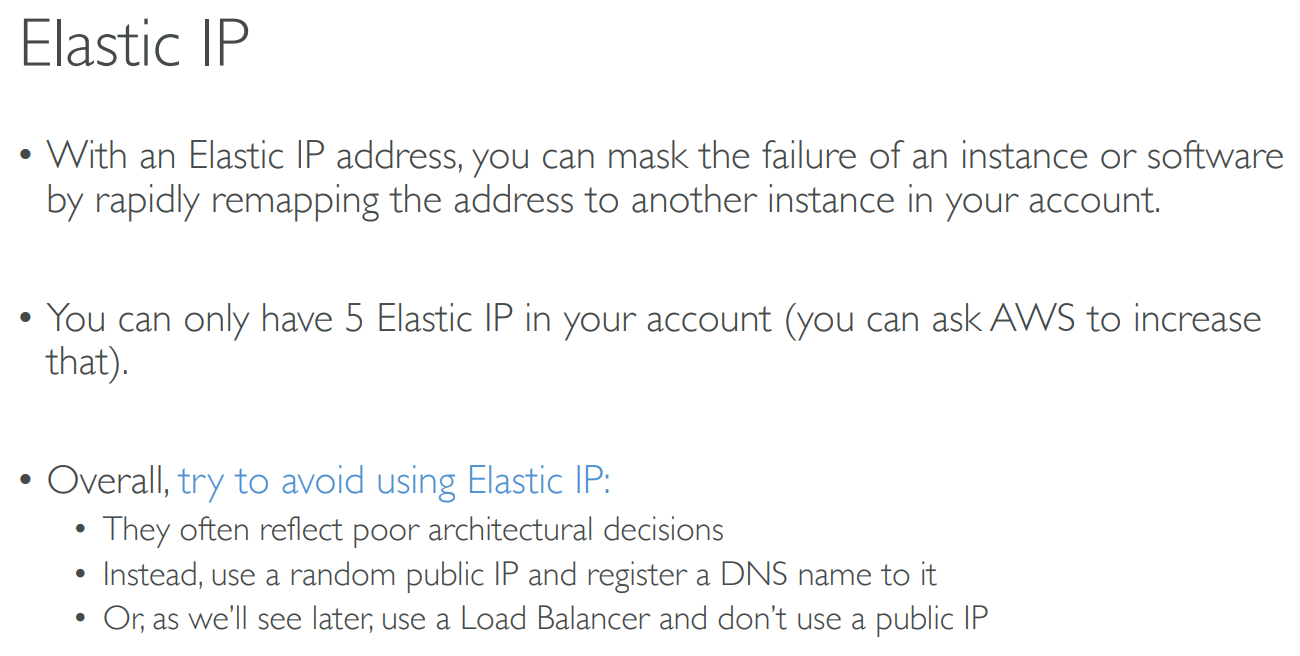 Elastic IP
• With an Elastic IP address, you can mask the failure of an instance or software
by rapidly remapping the address to another instance in your account.
• You can only have 5 Elastic IP in your account (you can ask AWS to increase
that).
• Overall, try to avoid using Elastic IP:
• They often reflect poor architectural decisions
• Instead, use a random public IP and register a DNS name to it
• Or, as we’ll see later, use a Load Balancer and don’t use a public IP